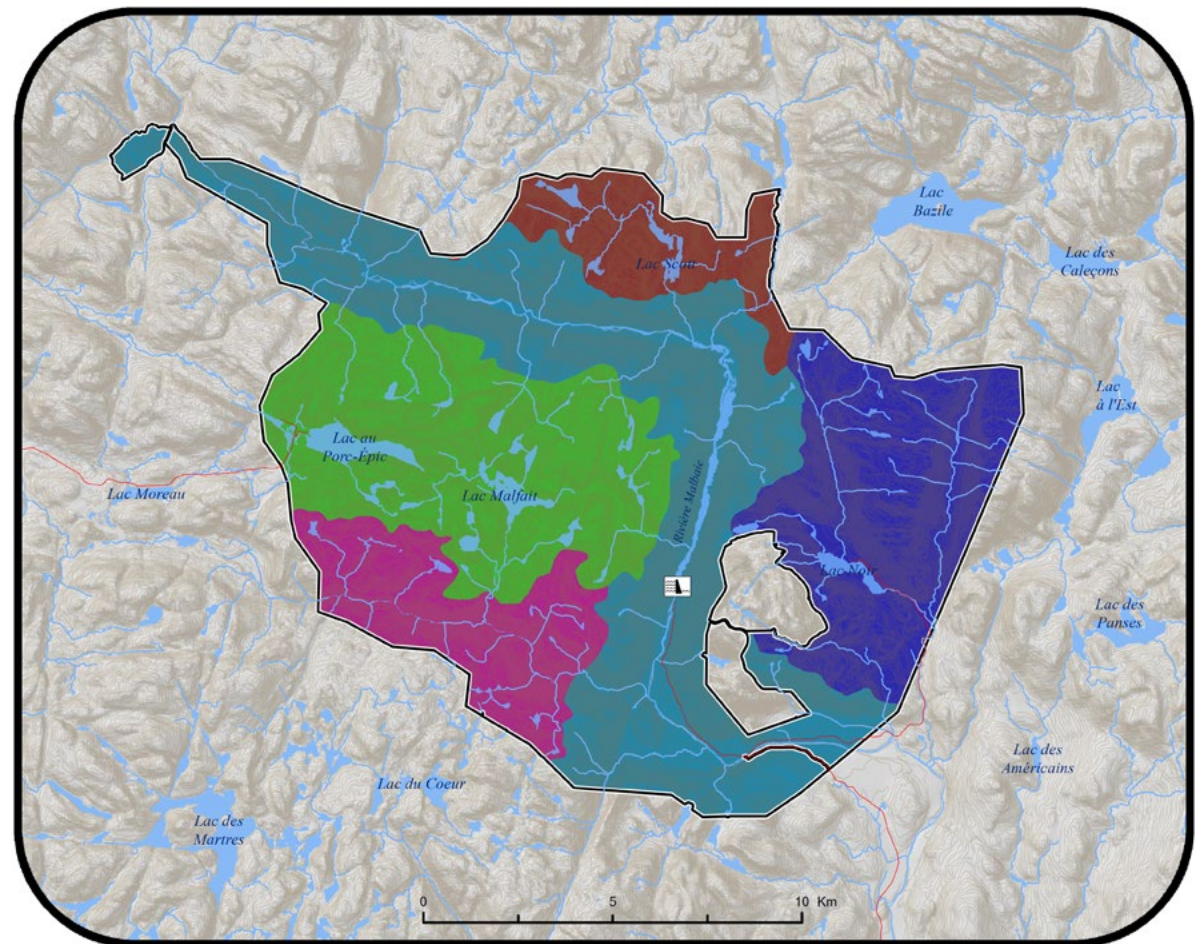 Lac
Bazile
Lac des
Caleçons
Lac Scott
Lac
à l'Est
Lac au
Porc-Épic
Lac Moreau
Lac Malfait
Rivière Malbaie
Lac Noir
Lac des
Panses
Lac des
Américains
Lac du Coeur
Lac des
Martres
0 5 10 Km